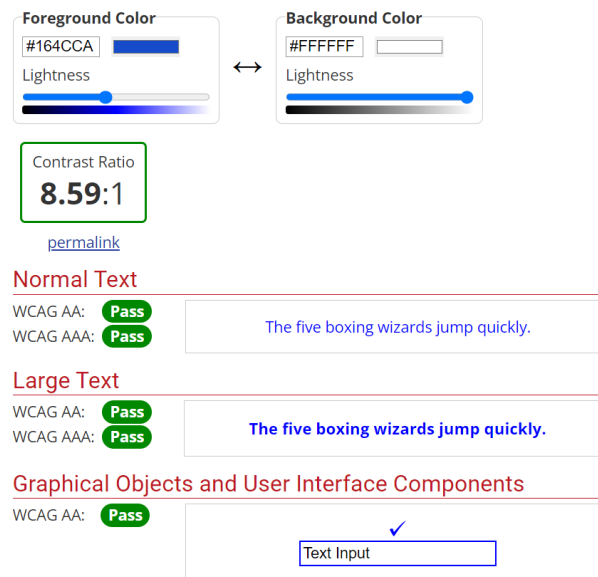 Foreground Color
#164CCA
Lightness
↔
Background Color
#FFFFFF
Lightness
Contrast Ratio
8.59:1
permalink
Normal Text
WCAG AA: Pass
WCAG AAA: Pass
The five boxing wizards jump quickly.
Large Text
WCAG AA: Pass
WCAG AAA: Pass
The five boxing wizards jump quickly.
Graphical Objects and User Interface Components
WCAG AA: Pass
✓
Text Input